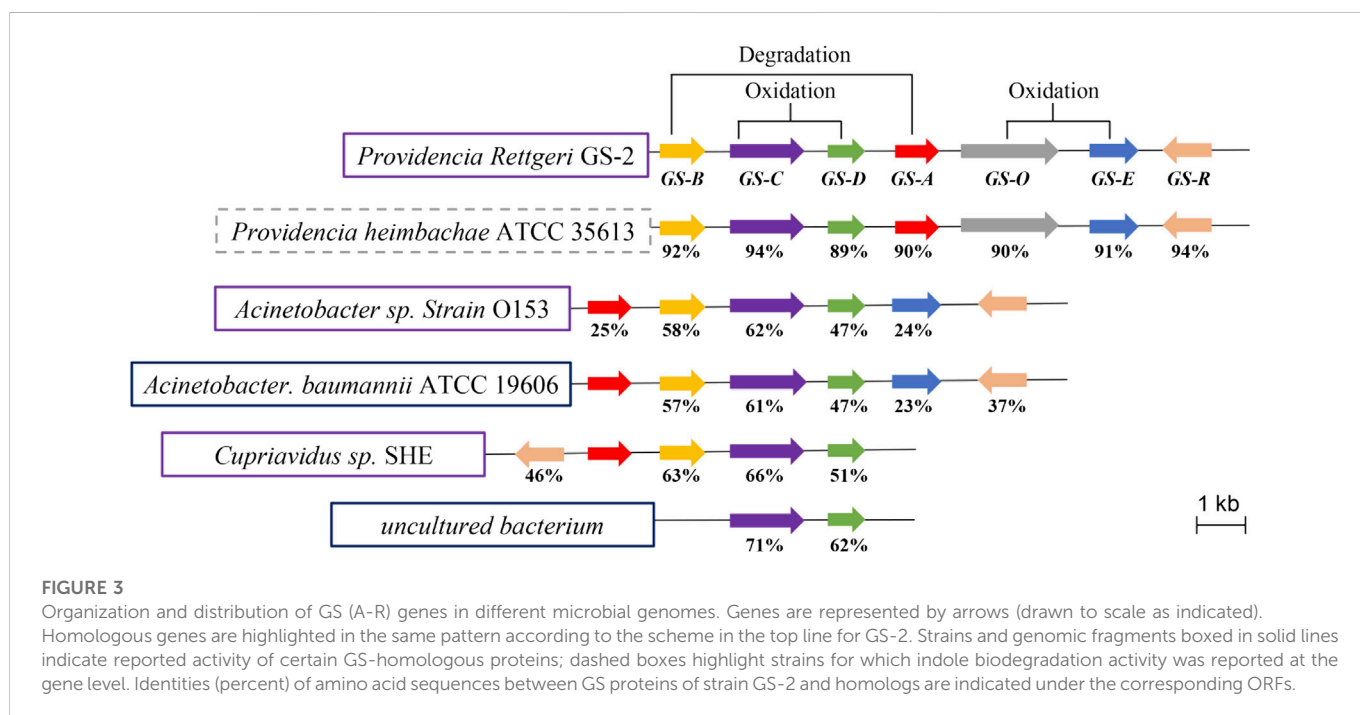 Degradation
Oxidation Oxidation
Providencia Rettgeri GS-2
GS-B GS-C GS-D GS-A GS-O GS-E GS-R
Providencia heimbachae ATCC 35613
92% 94% 89% 90% 90% 91% 94%
Acinetobacter sp. Strain O153
25% 58% 62% 47% 24%
Acinetobacter. baumannii ATCC 19606
57% 61% 47% 23% 37%
Cupriavidus sp. SHE
46% 63% 66% 51%
uncultured bacterium
71% 62%
1 kb
FIGURE 3
Organization and distribution of GS (A-R) genes in different microbial genomes. Genes are represented by arrows (drawn to scale as indicated).
Homologous genes are highlighted in the same pattern according to the scheme in the top line for GS-2. Strains and genomic fragments boxed in solid lines
indicate reported activity of certain GS-homologous proteins; dashed boxes highlight strains for which indole biodegradation activity was reported at the
gene level. Identities (percent) of amino acid sequences between GS proteins of strain GS-2 and homologs are indicated under the corresponding ORFs.